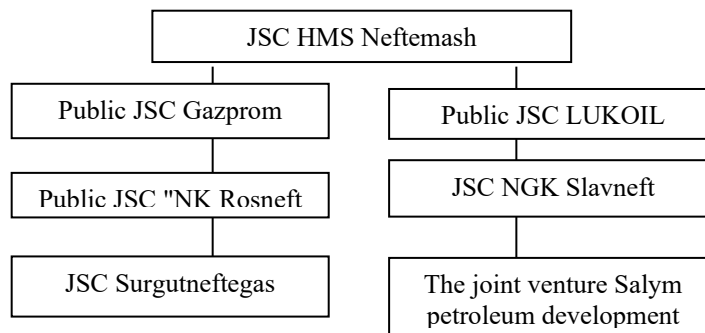 JSC HMS Neftemash
Public JSC Gazprom
Public JSC LUKOIL
Public JSC "NK Rosneft
JSC NGK Slavneft
JSC Surgutneftegas
The joint venture Salym
petroleum development